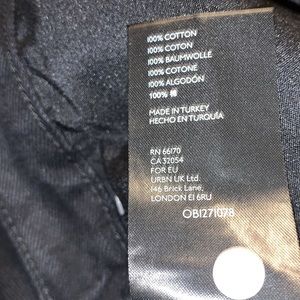 100% COTTON
100% COTON
100% BAUMWOLLE
100% COTONE
100% ALGODÓN
100% 棉
MADE IN TURKEY
HECHO EN TURQUÍA
RN 66170
CA 32054
FOR EU
URBN UK Ltd.
146 Brick Lane,
LONDON E1 6RU
OB1271078